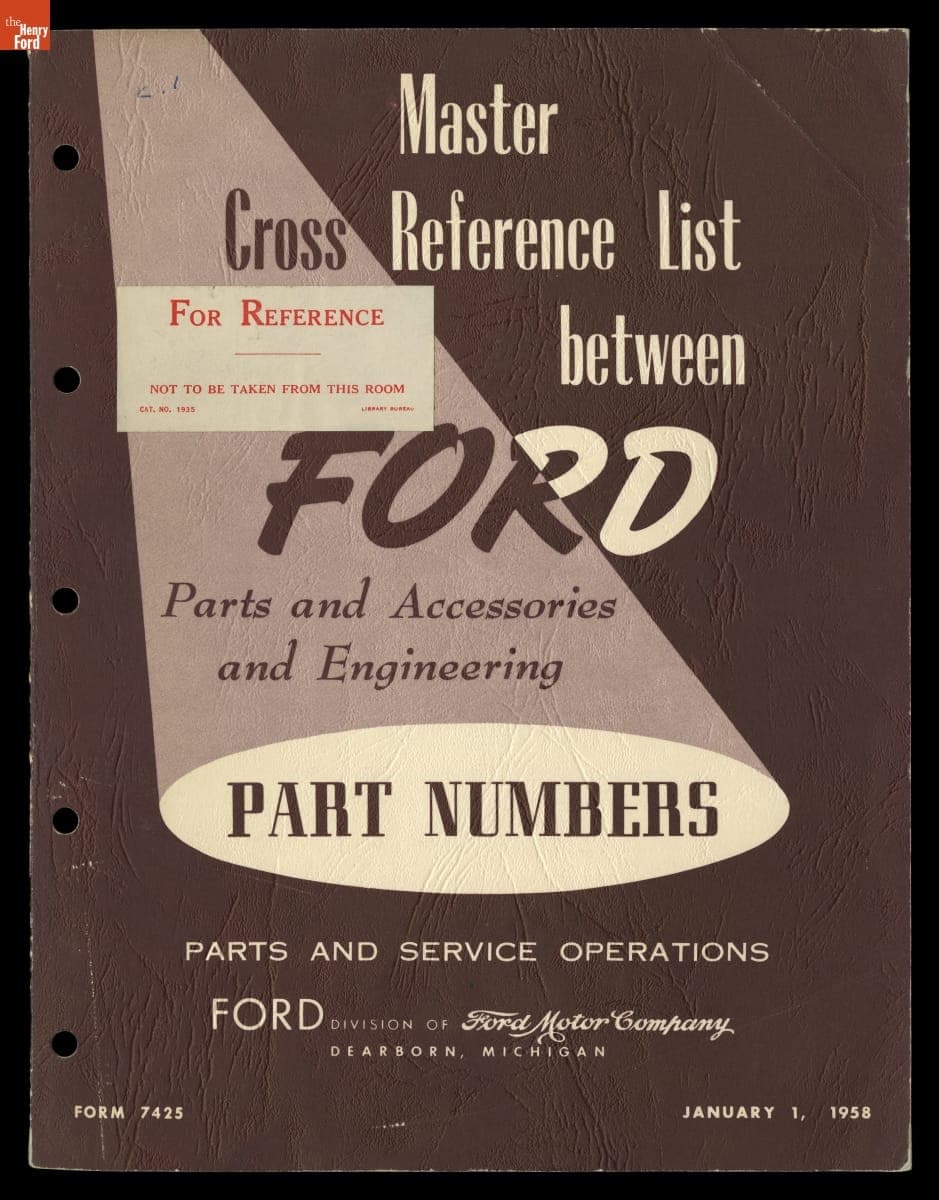 the
Henry
Ford
Master
Cross Reference List
For Reference
between
NOT TO BE TAKEN FROM THIS ROOM
CAT. NO. 1935 LIBRARY BUREAU
FORD
Parts and Accessories
and Engineering
PART NUMBERS
PARTS AND SERVICE OPERATIONS
FORD DIVISION OF Ford Motor Company
DEARBORN, MICHIGAN
FORM 7425 JANUARY 1, 1958